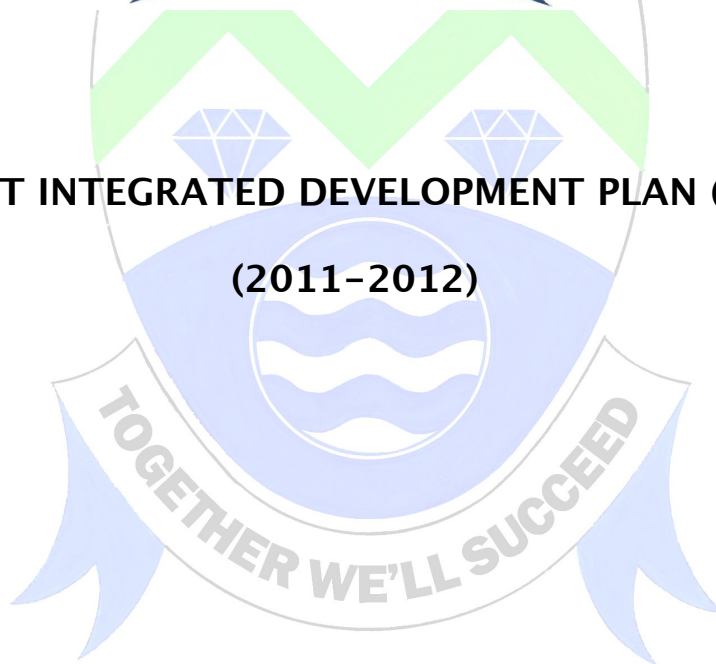 T INTEGRATED DEVELOPMENT PLAN (
(2011–2012)
TOGETHER WE'LL SUCCEED